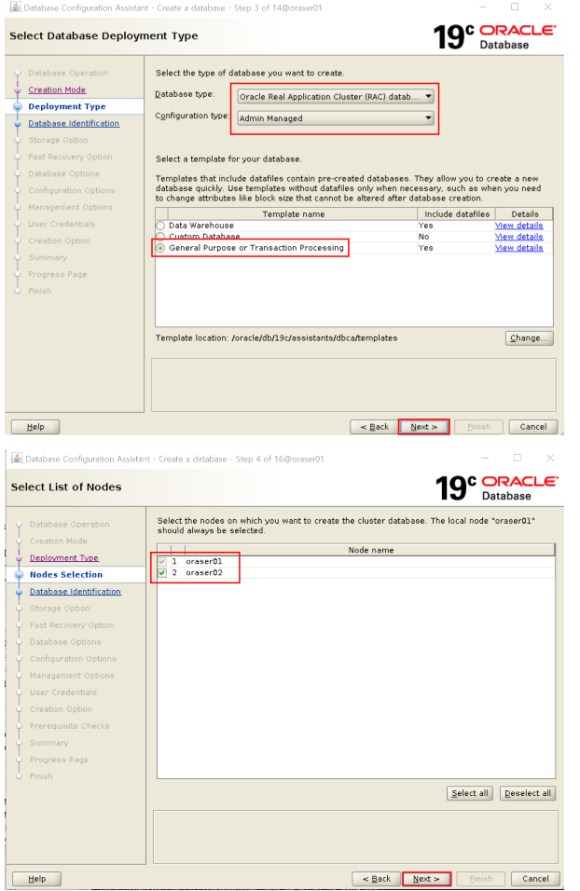 Database Configuration Assistant - Create a database - Step 3 of 14@oraser01
Select Database Deployment Type
19c ORACLE
Database
Database Operation
Creation Mode
Deployment Type
Database Identification
Storage Option
Fast Recovery Option
Database Options
Configuration Options
Management Options
User Credentials
Creation Option
Summary
Progress Page
Finish
Select the type of database you want to create.
Database type: Oracle Real Application Cluster (RAC) datab...
Configuration type: Admin Managed
Select a template for your database.
Templates that include datafiles contain pre-created databases. They allow you to create a new
database quickly. Use templates without datafiles only when necessary, such as when you need
to change attributes like block size that cannot be altered after database creation.
Template name Include datafiles Details
Data Warehouse Yes View details
Custom Database No View details
General Purpose or Transaction Processing Yes View details
Template location: /oracle/db/19c/assistants/dbca/templates Change...
Help < Back Next > Finish Cancel
Database Configuration Assistant - Create a database - Step 4 of 16@oraser01
Select List of Nodes
19c ORACLE
Database
Database Operation
Creation Mode
Deployment Type
Nodes Selection
Database Identification
Storage Option
Fast Recovery Option
Database Options
Configuration Options
Management Options
User Credentials
Creation Option
Prerequisite Checks
Summary
Progress Page
Finish
Select the nodes on which you want to create the cluster database. The local node "oraser01"
should always be selected.
Node name
1 oraser01
2 oraser02
Select all Deselect all
Help < Back Next > Finish Cancel